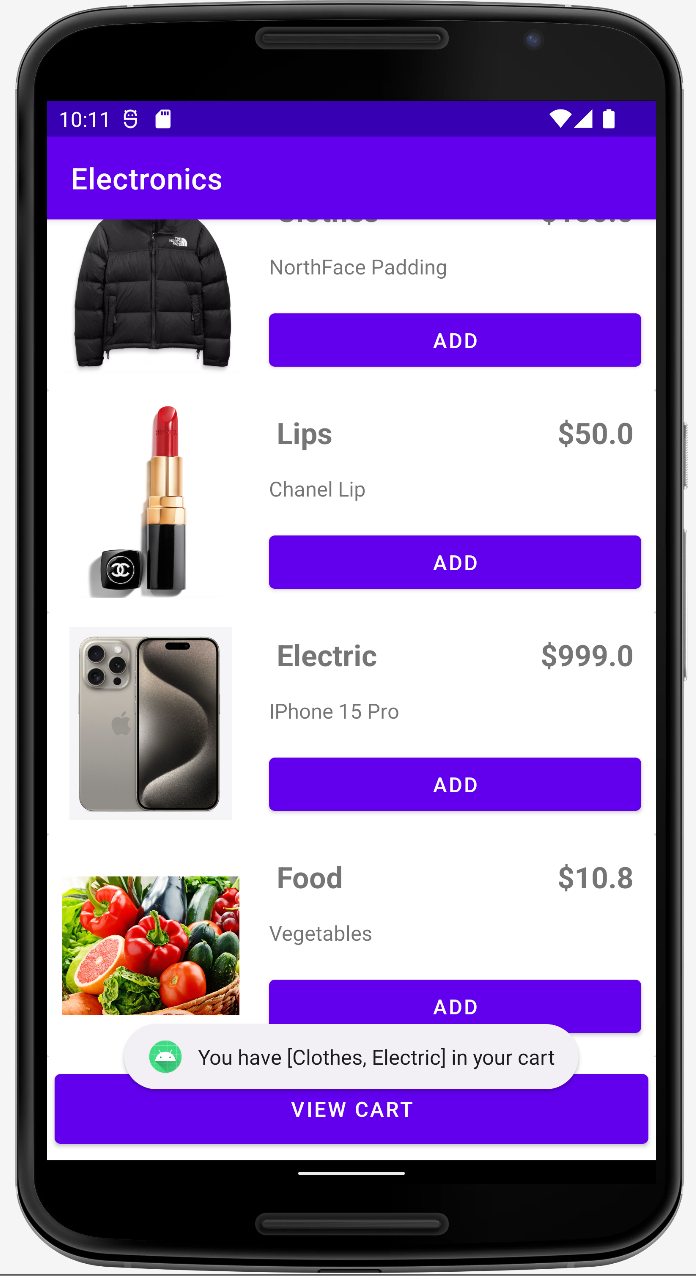 10:11
Electronics
Clothes
NorthFace Padding
ADD
Lips $50.0
Chanel Lip
ADD
Electric $999.0
IPhone 15 Pro
ADD
Food $10.8
Vegetables
ADD
You have [Clothes, Electric] in your cart
VIEW CART